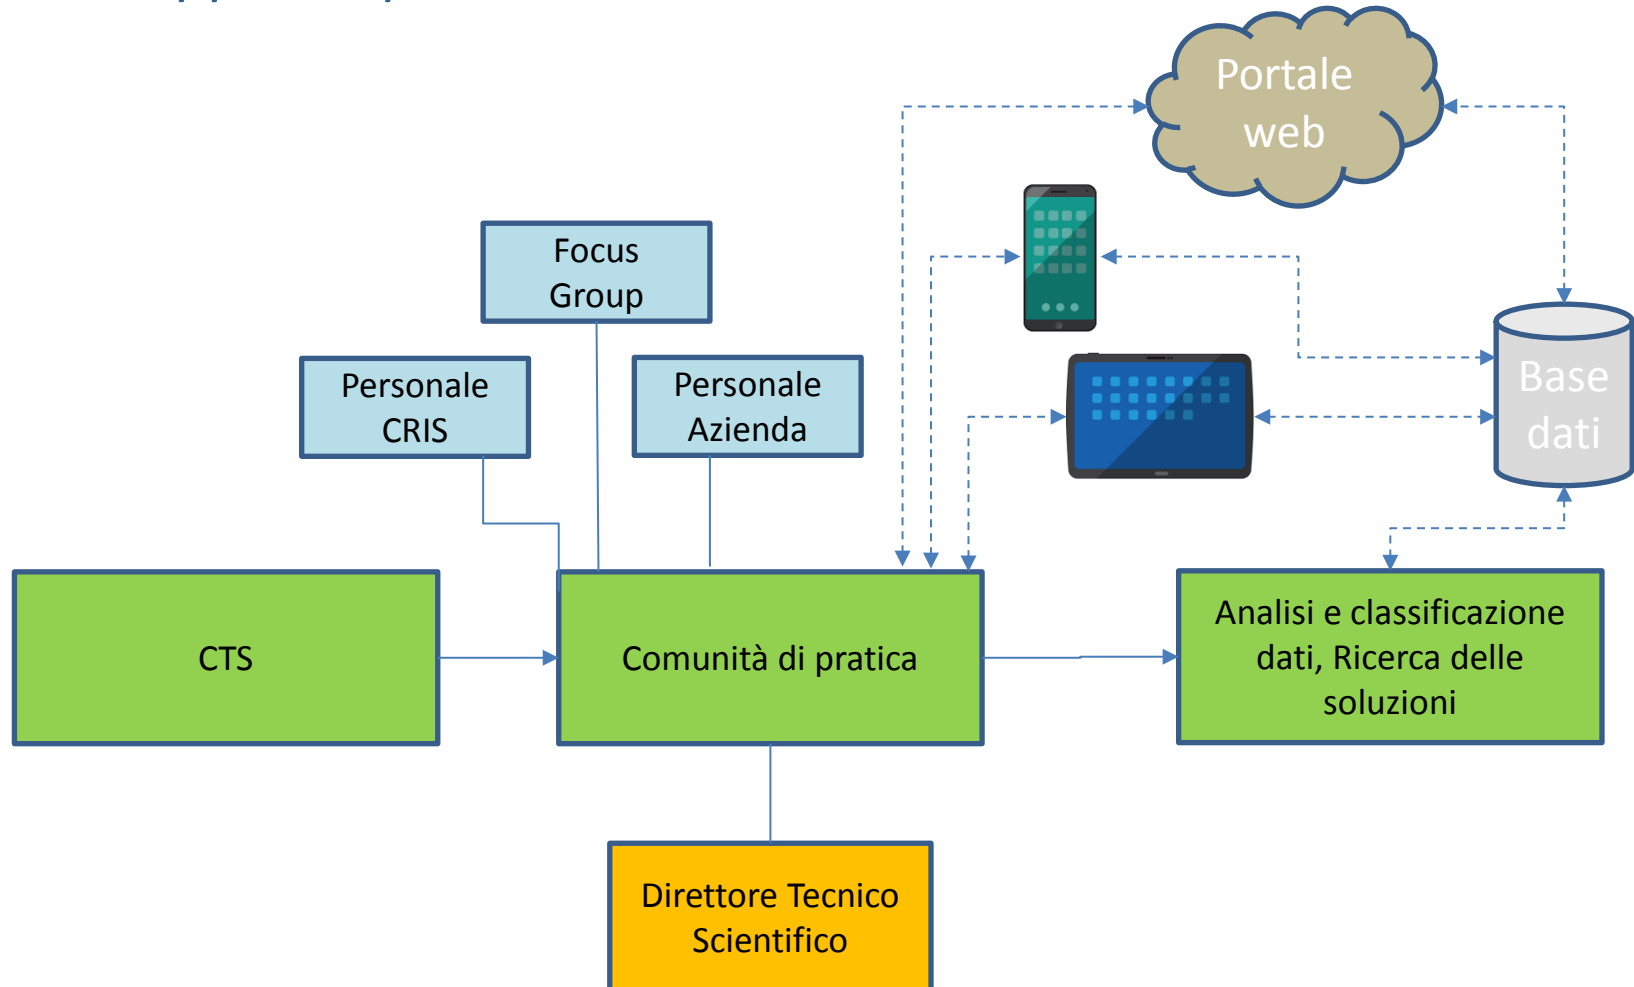 Portale
web
Focus
Group
Personale
CRIS
Personale
Azienda
Base
dati
CTS
Comunità di pratica
Analisi e classificazione
dati, Ricerca delle
soluzioni
Direttore Tecnico
Scientifico